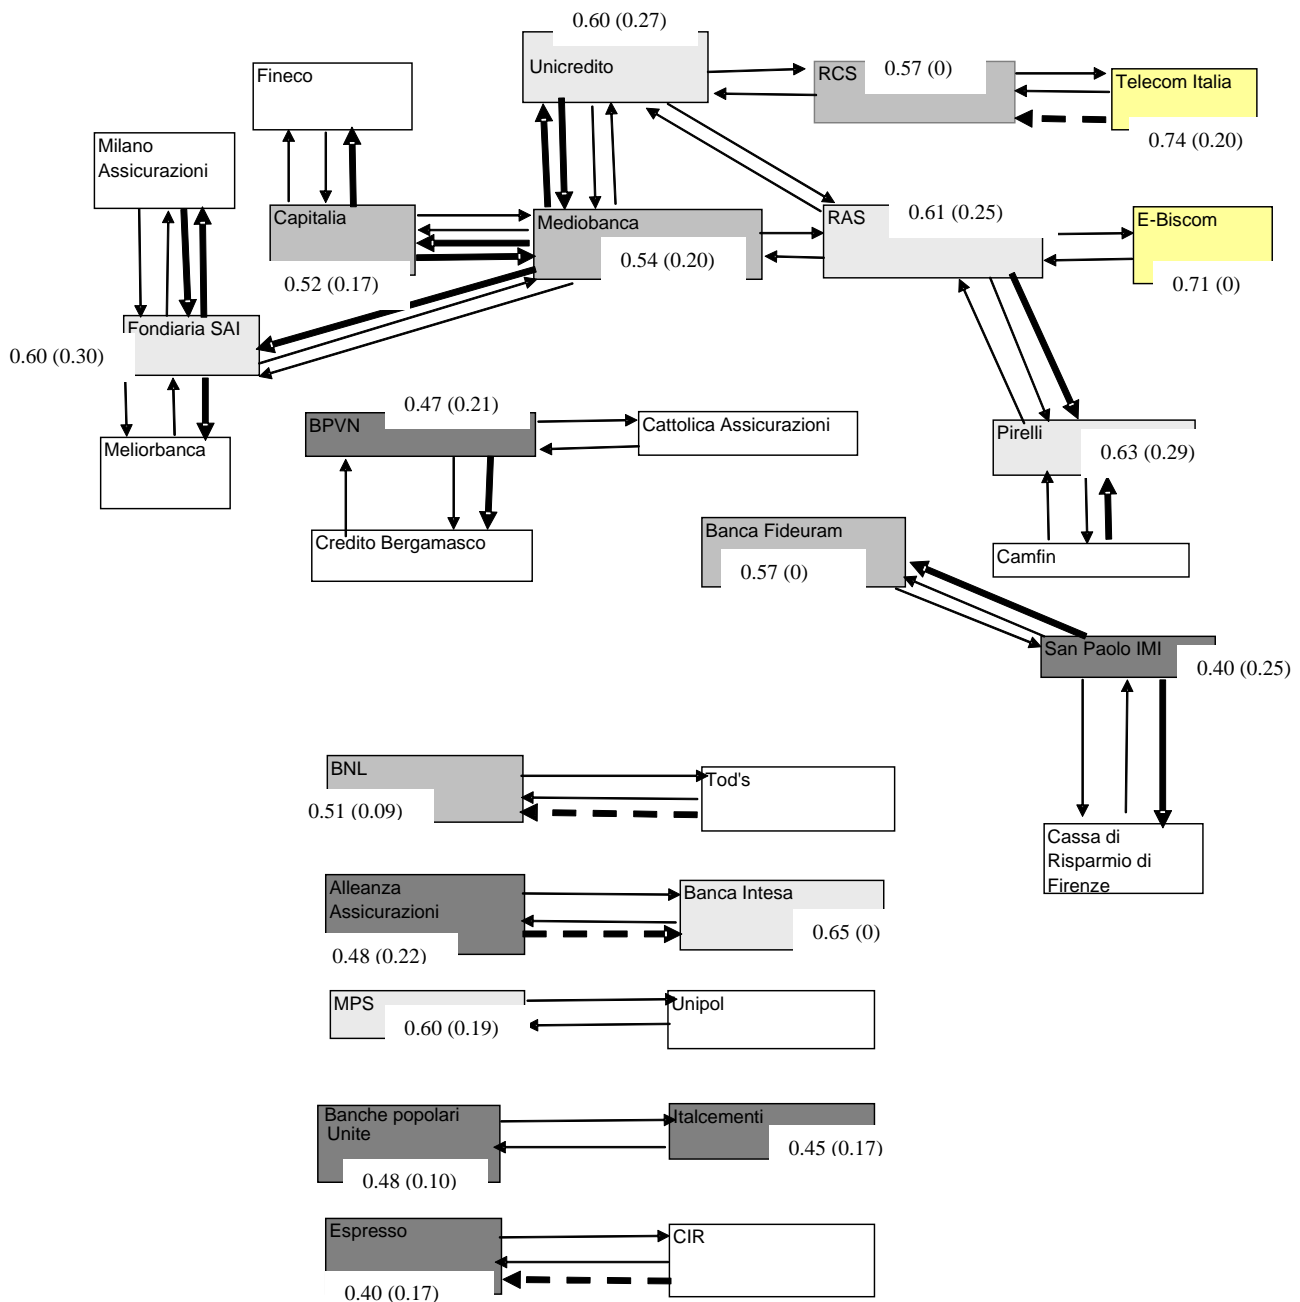 0.60 (0.27)
Unicredito
Fineco
RCS
0.57 (0)
Telecom Italia
0.74 (0.20)
Milano
Assicurazioni
Capitalia
0.52 (0.17)
Mediobanca
0.54 (0.20)
RAS
0.61 (0.25)
E-Biscom
0.71 (0)
Fondiaria SAI
0.60 (0.30)
Meliorbanca
0.47 (0.21)
BPVN
Cattolica Assicurazioni
Pirelli
0.63 (0.29)
Credito Bergamasco
Banca Fideuram
0.57 (0)
Camfin
San Paolo IMI
0.40 (0.25)
BNL
0.51 (0.09)
Tod's
Cassa di
Risparmio di
Firenze
Alleanza
Assicurazioni
0.48 (0.22)
Banca Intesa
0.65 (0)
MPS
0.60 (0.19)
Unipol
Banche popolari
Unite
0.48 (0.10)
Italcementi
0.45 (0.17)
Espresso
0.40 (0.17)
CIR